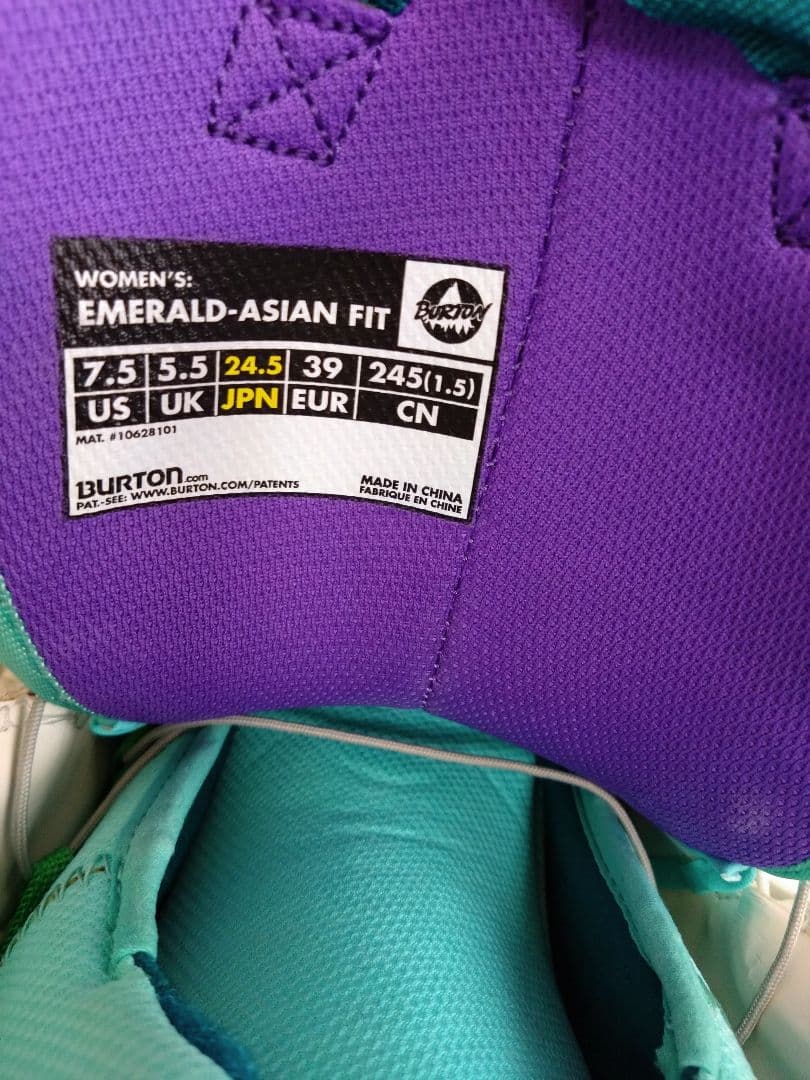 WOMEN'S:
EMERALD-ASIAN FIT
BURTON
7.5 5.5 24.5 39 245(1.5)
US UK JPN EUR CN
MAT. #10628101
BURTON.com
PAT.-SEE: WWW.BURTON.COM/PATENTS
MADE IN CHINA
FABRIQUE EN CHINE